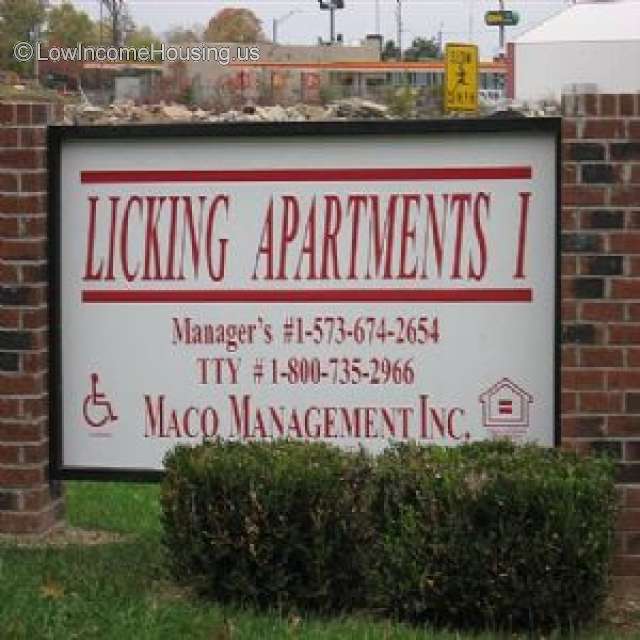 ©LowIncomeHousing.us
LICKING APARTMENTS I
Manager's #1-573-674-2654
TTY #1-800-735-2966
MACO MANAGEMENT INC.